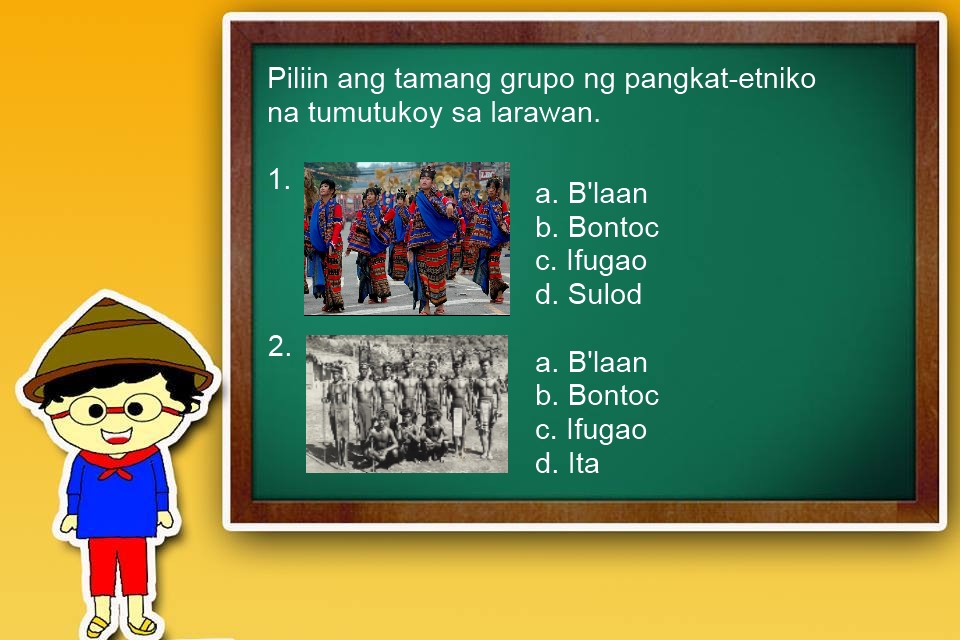 Piliin ang tamang grupo ng pangkat-etniko
na tumutukoy sa larawan.
1.
a. B'laan
b. Bontoc
c. Ifugao
d. Sulod
2.
a. B'laan
b. Bontoc
c. Ifugao
d. Ita